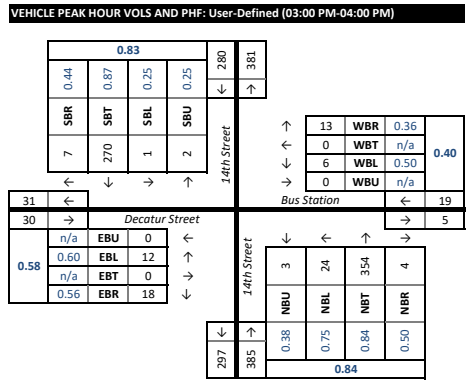 VEHICLE PEAK HOUR VOLS AND PHF: User-Defined (03:00 PM-04:00 PM)
0.83
280 381
0.44 0.87 0.25 0.25
SBR SBT SBL SBU
7 270 1 2
↓ ↑
14th Street
← ↓ → ↑
↑ 13 WBR 0.36
← 0 WBT n/a
↓ 6 WBL 0.50
→ 0 WBU n/a
0.40
31 ←
Bus Station
← 19
30 →
Decatur Street
→ 5
0.58
n/a EBU 0 ←
0.60 EBL 12 ↑
n/a EBT 0 →
0.56 EBR 18 ↓
14th Street
↓ ← ↑ →
3 24 354 4
NBU NBL NBT NBR
0.38 0.75 0.84 0.50
↓ ↑
297 385
0.84